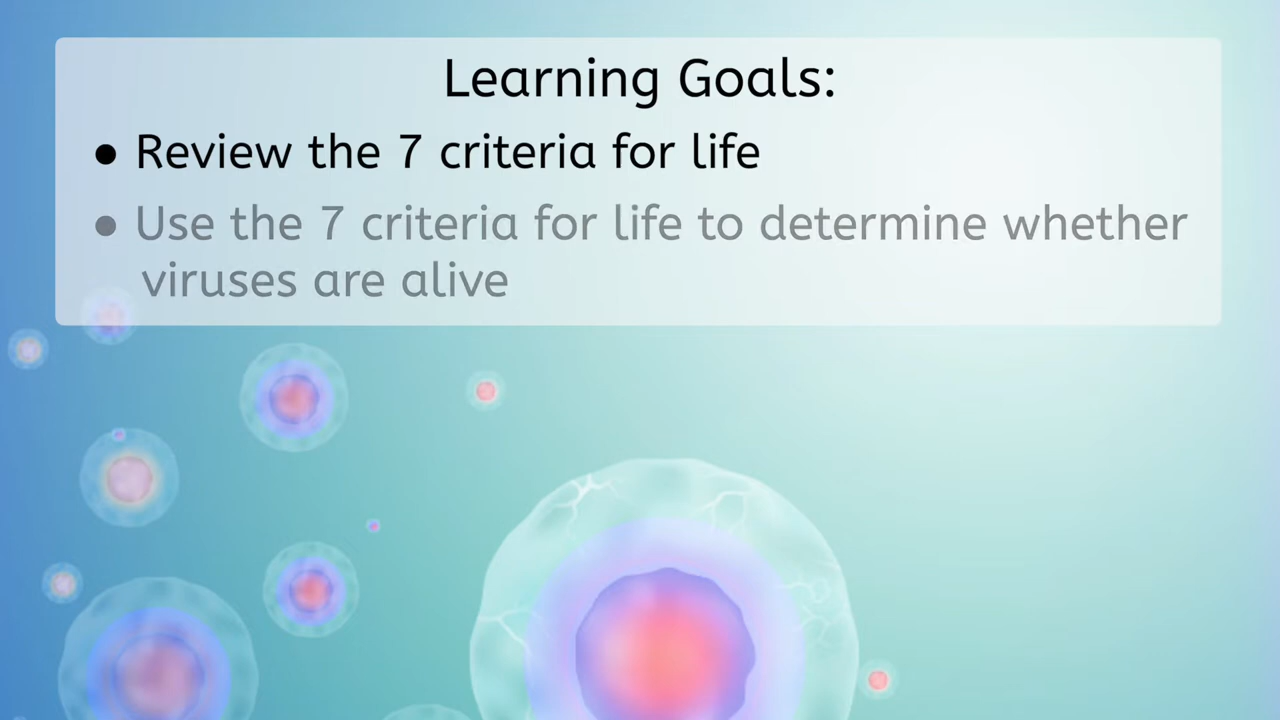 Learning Goals:
● Review the 7 criteria for life
● Use the 7 criteria for life to determine whether
viruses are alive